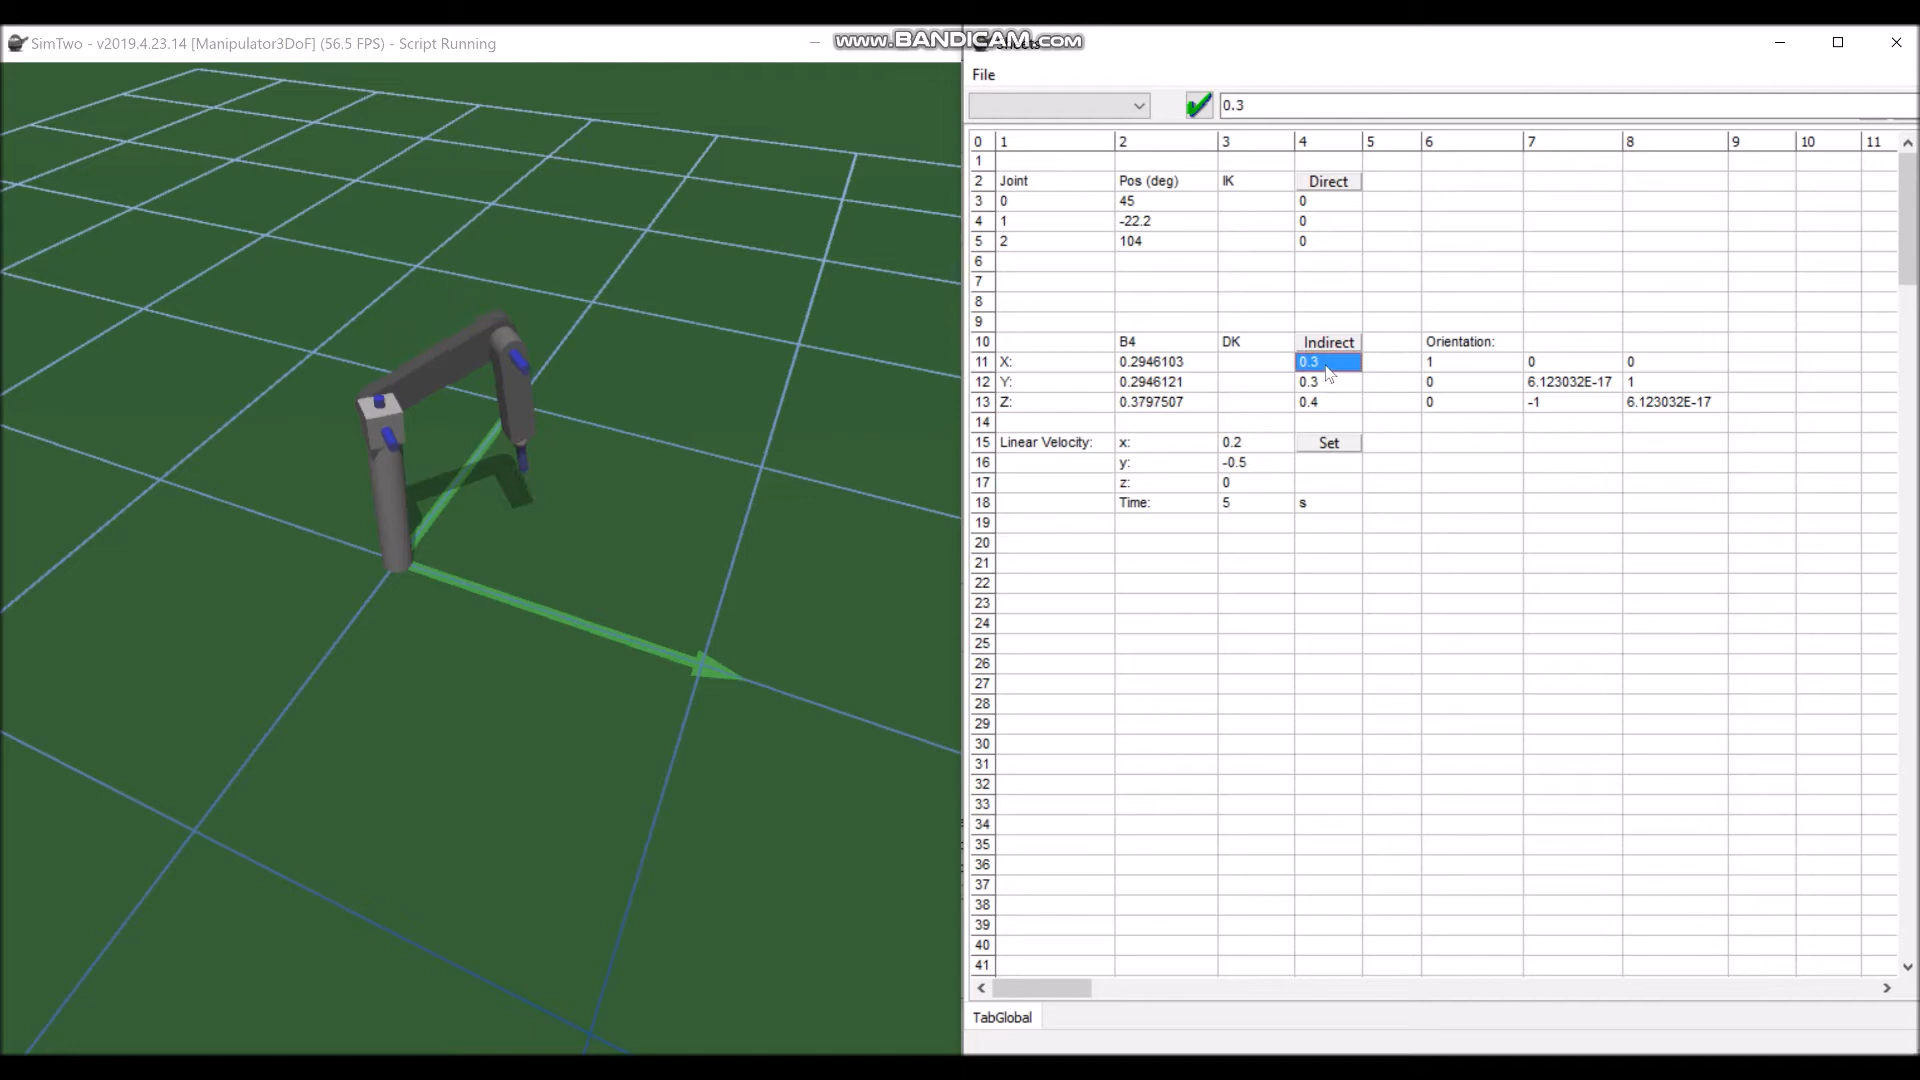 SimTwo - v2019.4.23.14 [Manipulator3DoF] (56.5 FPS) - Script Running
www.BANDICAM.com
File
0.3
0 1 2 3 4 5 6 7 8 9 10 11
1
2 Joint Pos (deg) IK Direct
3 0 45 0
4 1 -22.2 0
5 2 104 0
6
7
8
9
10 B4 DK Indirect Orientation:
11 X: 0.2946103 0.3 1 0 0
12 Y: 0.2946121 0.3 0 6.123032E-17 1
13 Z: 0.3797507 0.4 0 -1 6.123032E-17
14
15 Linear Velocity: x: 0.2 Set
16 y: -0.5
17 z: 0
18 Time: 5 s
19
20
21
22
23
24
25
26
27
28
29
30
31
32
33
34
35
36
37
38
39
40
41
TabGlobal